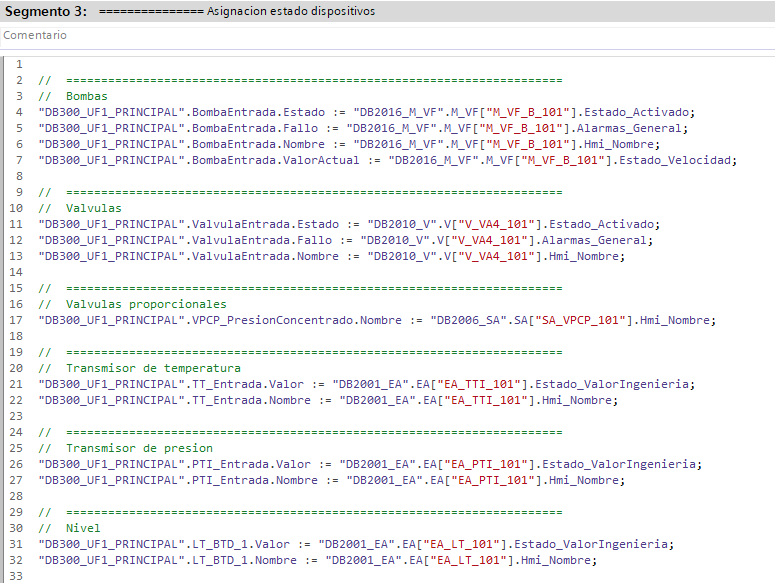 Segmento 3: =============== Asignacion estado dispositivos
Comentario
1
2 // =======================================================================
3 // Bombas
4 "DB300_UF1_PRINCIPAL".BombaEntrada.Estado := "DB2016_M_VF".M_VF["M_VF_B_101"].Estado_Activado;
5 "DB300_UF1_PRINCIPAL".BombaEntrada.Fallo := "DB2016_M_VF".M_VF["M_VF_B_101"].Alarmas_General;
6 "DB300_UF1_PRINCIPAL".BombaEntrada.Nombre := "DB2016_M_VF".M_VF["M_VF_B_101"].Hmi_Nombre;
7 "DB300_UF1_PRINCIPAL".BombaEntrada.ValorActual := "DB2016_M_VF".M_VF["M_VF_B_101"].Estado_Velocidad;
8
9 // =======================================================================
10 // Valvulas
11 "DB300_UF1_PRINCIPAL".ValvulaEntrada.Estado := "DB2010_V".V["V_VA4_101"].Estado_Activado;
12 "DB300_UF1_PRINCIPAL".ValvulaEntrada.Fallo := "DB2010_V".V["V_VA4_101"].Alarmas_General;
13 "DB300_UF1_PRINCIPAL".ValvulaEntrada.Nombre := "DB2010_V".V["V_VA4_101"].Hmi_Nombre;
14
15 // =======================================================================
16 // Valvulas proporcionales
17 "DB300_UF1_PRINCIPAL".VPCP_PresionConcentrado.Nombre := "DB2006_SA".SA["SA_VPCP_101"].Hmi_Nombre;
18
19 // =======================================================================
20 // Transmisor de temperatura
21 "DB300_UF1_PRINCIPAL".TT_Entrada.Valor := "DB2001_EA".EA["EA_TTI_101"].Estado_ValorIngenieria;
22 "DB300_UF1_PRINCIPAL".TT_Entrada.Nombre := "DB2001_EA".EA["EA_TTI_101"].Hmi_Nombre;
23
24 // =======================================================================
25 // Transmisor de presion
26 "DB300_UF1_PRINCIPAL".PTI_Entrada.Valor := "DB2001_EA".EA["EA_PTI_101"].Estado_ValorIngenieria;
27 "DB300_UF1_PRINCIPAL".PTI_Entrada.Nombre := "DB2001_EA".EA["EA_PTI_101"].Hmi_Nombre;
28
29 // =======================================================================
30 // Nivel
31 "DB300_UF1_PRINCIPAL".LT_BTD_1.Valor := "DB2001_EA".EA["EA_LT_101"].Estado_ValorIngenieria;
32 "DB300_UF1_PRINCIPAL".LT_BTD_1.Nombre := "DB2001_EA".EA["EA_LT_101"].Hmi_Nombre;
33